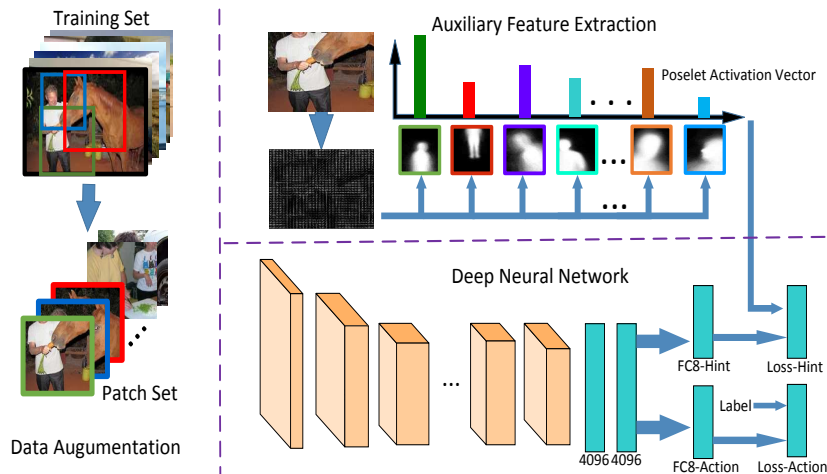 Training Set
Patch Set
Data Augumentation
Auxiliary Feature Extraction
Poselet Activation Vector
...
...
...
Deep Neural Network
...
4096
4096
FC8-Hint
Loss-Hint
Label
FC8-Action
Loss-Action